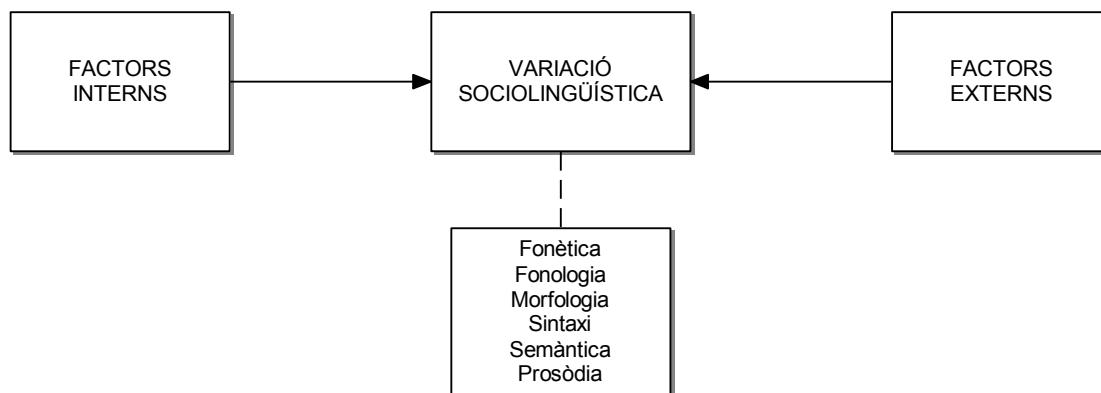 FACTORS
INTERNS
VARIACIÓ
SOCIOLINGÜÍSTICA
FACTORS
EXTERNS
Fonètica
Fonologia
Morfologia
Sintaxi
Semàntica
Prosòdia